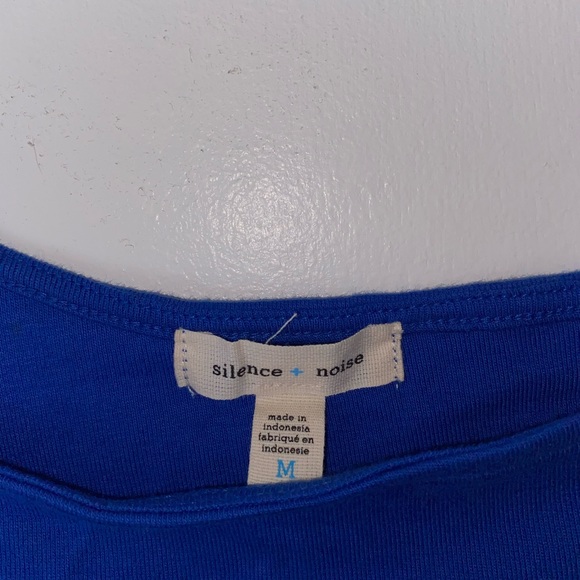 silence + noise
made in
indonesia
fabriqué en
indonesie
M